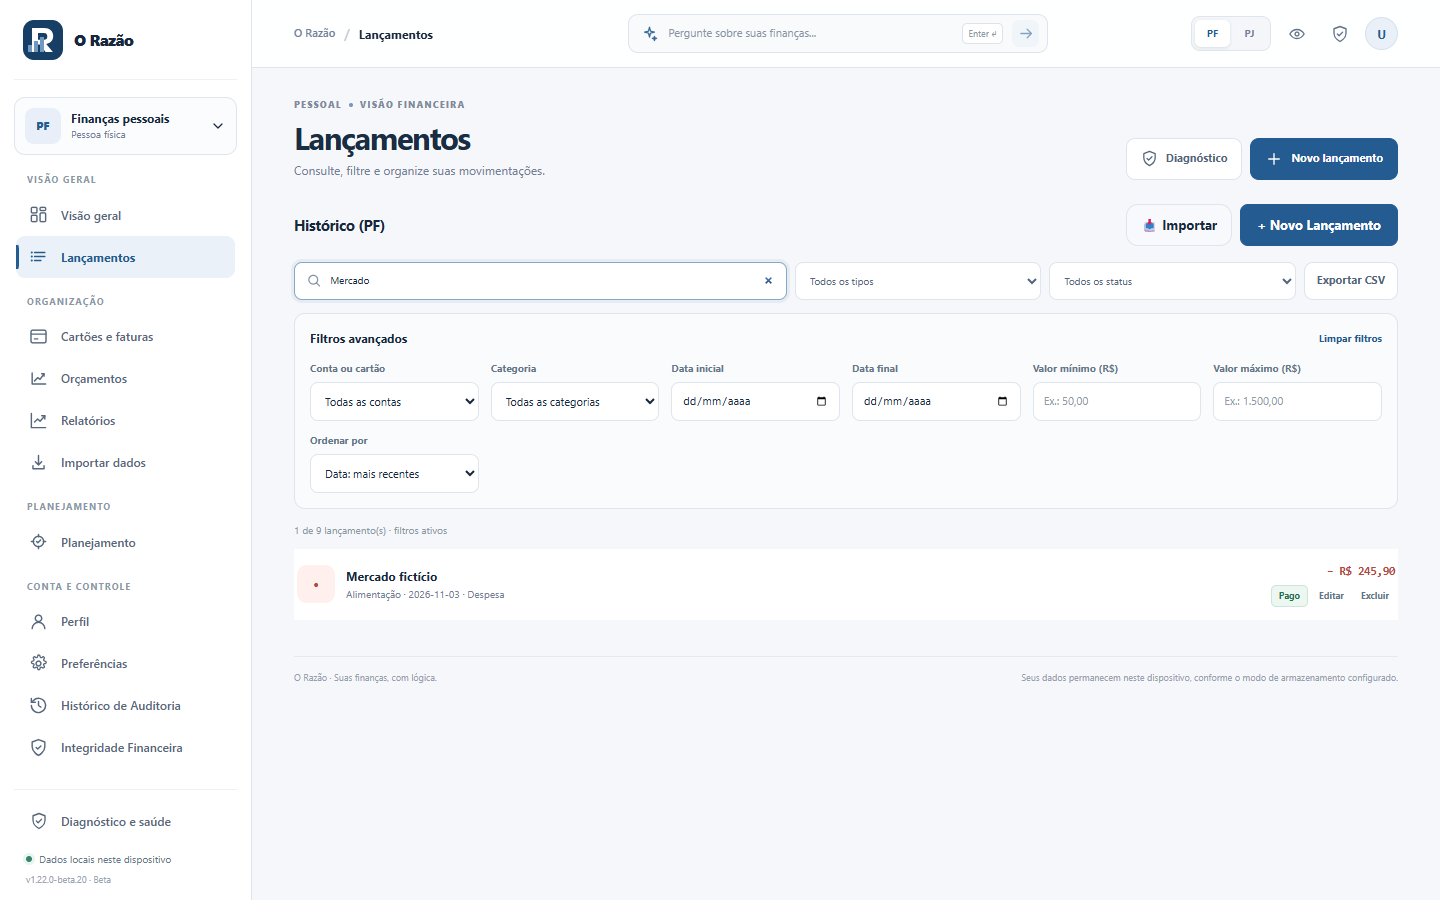 O Razão
PF
Finanças pessoais
Pessoa física
VISÃO GERAL
Visão geral
Lançamentos
ORGANIZAÇÃO
Cartões e faturas
Orçamentos
Relatórios
Importar dados
PLANEJAMENTO
Planejamento
CONTA E CONTROLE
Perfil
Preferências
Histórico de Auditoria
Integridade Financeira
Diagnóstico e saúde
Dados locais neste dispositivo
v1.22.0-beta.20 · Beta
O Razão / Lançamentos
Pergunte sobre suas finanças...
Enter ↲
PF PJ
U
PESSOAL • VISÃO FINANCEIRA
Lançamentos
Consulte, filtre e organize suas movimentações.
Diagnóstico
Novo lançamento
Histórico (PF)
Importar
+ Novo Lançamento
Mercado ×
Todos os tipos
Todos os status
Exportar CSV
Filtros avançados
Limpar filtros
Conta ou cartão
Todas as contas
Categoria
Todas as categorias
Data inicial
dd/mm/aaaa
Data final
dd/mm/aaaa
Valor mínimo (R$)
Ex.: 50,00
Valor máximo (R$)
Ex.: 1.500,00
Ordenar por
Data: mais recentes
1 de 9 lançamento(s) · filtros ativos
Mercado fictício
Alimentação · 2026-11-03 · Despesa
− R$ 245,90
Pago Editar Excluir
O Razão · Suas finanças, com lógica.
Seus dados permanecem neste dispositivo, conforme o modo de armazenamento configurado.